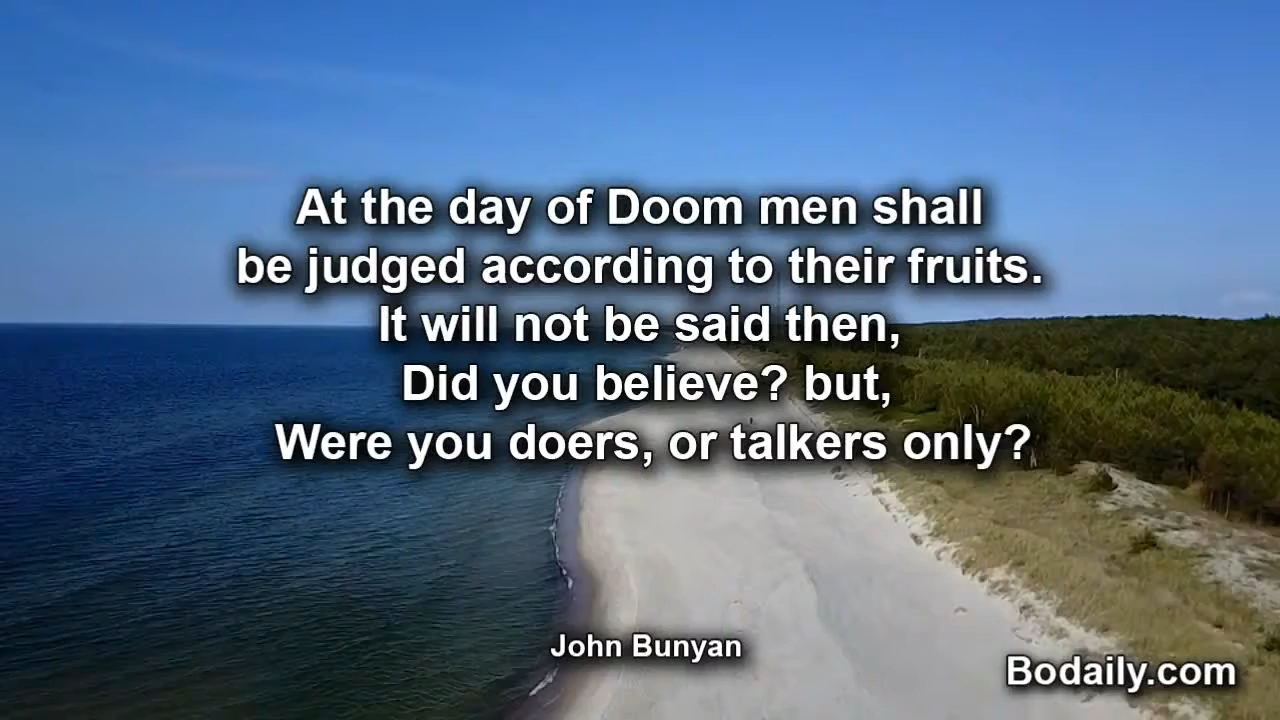 At the day of Doom men shall
be judged according to their fruits.
It will not be said then,
Did you believe? but,
Were you doers, or talkers only?
John Bunyan
Bodaily.com